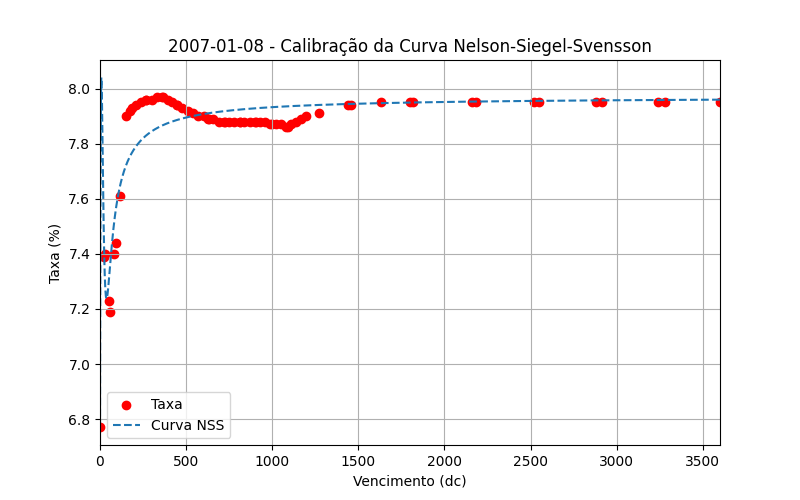 2007-01-08 - Calibração da Curva Nelson-Siegel-Svensson
Taxa (%)
8.0
7.8
7.6
7.4
7.2
7.0
6.8
Taxa
Curva NSS
0 500 1000 1500 2000 2500 3000 3500
Vencimento (dc)